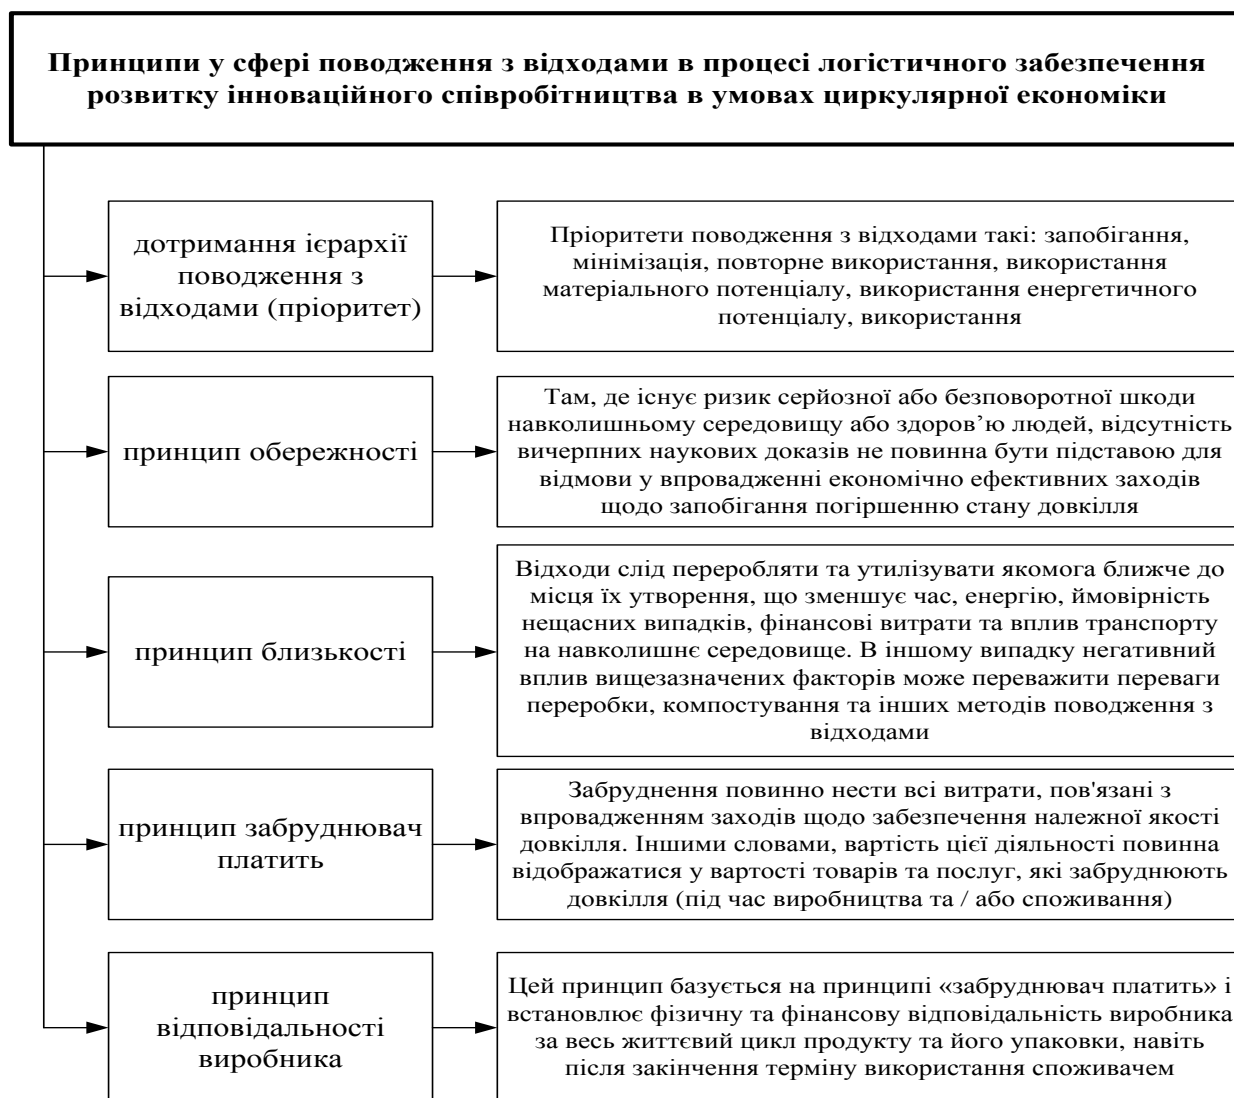 Принципи у сфері поводження з відходами в процесі логістичного забезпечення
розвитку інноваційного співробітництва в умовах циркулярної економіки
дотримання ієрархії
поводження з
відходами (пріоритет)
Пріоритети поводження з відходами такі: запобігання,
мінімізація, повторне використання, використання
матеріального потенціалу, використання енергетичного
потенціалу, використання
принцип обережності
Там, де існує ризик серйозної або безповоротної шкоди
навколишньому середовищу або здоров’ю людей, відсутність
вичерпних наукових доказів не повинна бути підставою для
відмови у впровадженні економічно ефективних заходів
щодо запобігання погіршенню стану довкілля
принцип близькості
Відходи слід переробляти та утилізувати якомога ближче до
місця їх утворення, що зменшує час, енергію, ймовірність
нещасних випадків, фінансові витрати та вплив транспорту
на навколишнє середовище. В іншому випадку негативний
вплив вищезазначених факторів може переважити переваги
переробки, компостування та інших методів поводження з
відходами
принцип забруднювач
платить
Забруднення повинно нести всі витрати, пов'язані з
впровадженням заходів щодо забезпечення належної якості
довкілля. Іншими словами, вартість цієї діяльності повинна
відображатися у вартості товарів та послуг, які забруднюють
довкілля (під час виробництва та / або споживання)
принцип
відповідальності
виробника
Цей принцип базується на принципі «забруднювач платить» і
встановлює фізичну та фінансову відповідальність виробника
за весь життєвий цикл продукту та його упаковки, навіть
після закінчення терміну використання споживачем